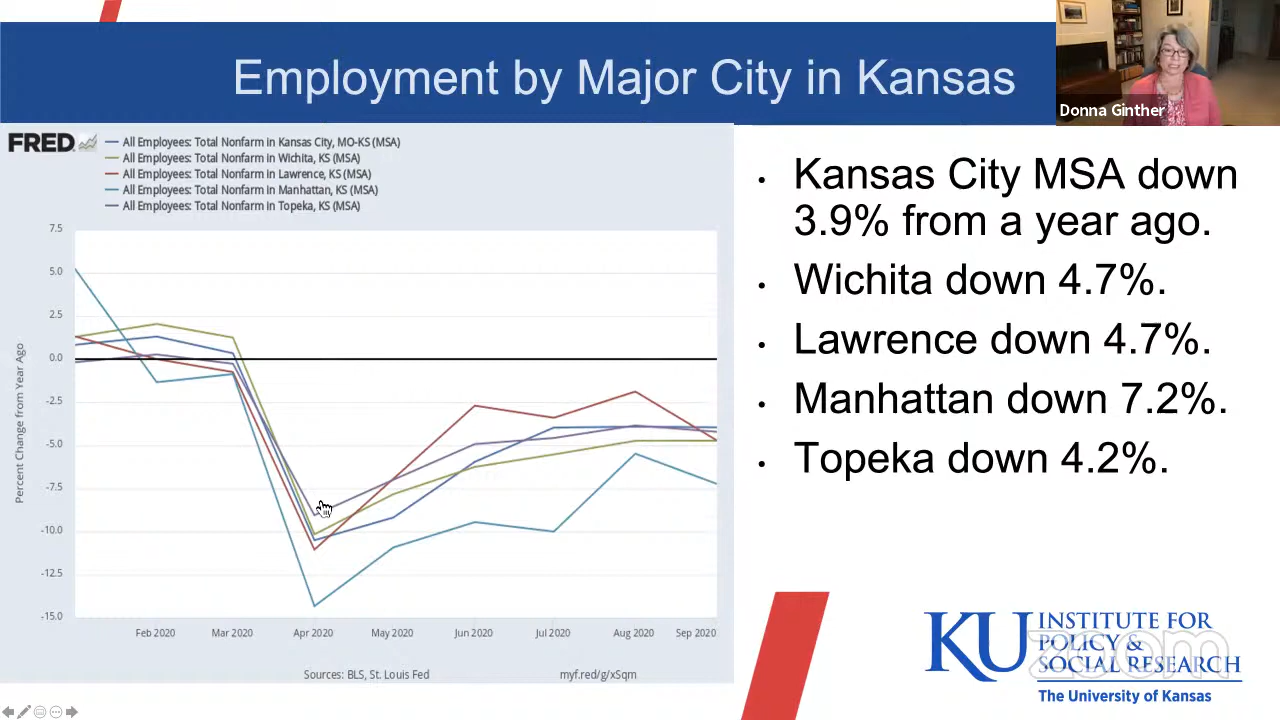 Employment by Major City in Kansas
Donna Ginther
FRED
All Employees: Total Nonfarm in Kansas City, MO-KS (MSA)
All Employees: Total Nonfarm in Wichita, KS (MSA)
All Employees: Total Nonfarm in Lawrence, KS (MSA)
All Employees: Total Nonfarm in Manhattan, KS (MSA)
All Employees: Total Nonfarm in Topeka, KS (MSA)
7.5
5.0
2.5
0.0
-2.5
-5.0
-7.5
-10.0
-12.5
-15.0
Percent Change from Year Ago
Feb 2020
Mar 2020
Apr 2020
May 2020
Jun 2020
Jul 2020
Aug 2020
Sep 2020
Sources: BLS, St. Louis Fed
myf.red/g/xSqm
• Kansas City MSA down
3.9% from a year ago.
• Wichita down 4.7%.
• Lawrence down 4.7%.
• Manhattan down 7.2%.
• Topeka down 4.2%.
KU
INSTITUTE FOR
POLICY &
SOCIAL RESEARCH
The University of Kansas
zoom